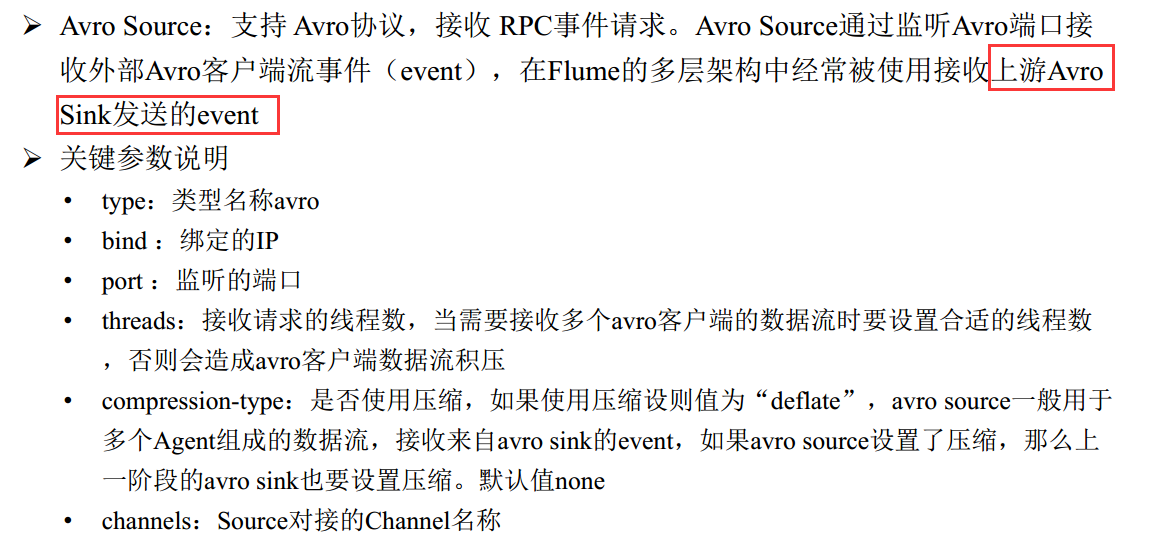 ➢ Avro Source：支持 Avro协议，接收 RPC事件请求。Avro Source通过监听Avro端口接
收外部Avro客户端流事件（event），在Flume的多层架构中经常被使用接收上游Avro
Sink发送的event
➢ 关键参数说明
• type：类型名称avro
• bind ：绑定的IP
• port ：监听的端口
• threads：接收请求的线程数，当需要接收多个avro客户端的数据流时要设置合适的线程数
，否则会造成avro客户端数据流积压
• compression-type：是否使用压缩，如果使用压缩设则值为“deflate”，avro source一般用于
多个Agent组成的数据流，接收来自avro sink的event，如果avro source设置了压缩，那么上
一阶段的avro sink也要设置压缩。默认值none
• channels：Source对接的Channel名称